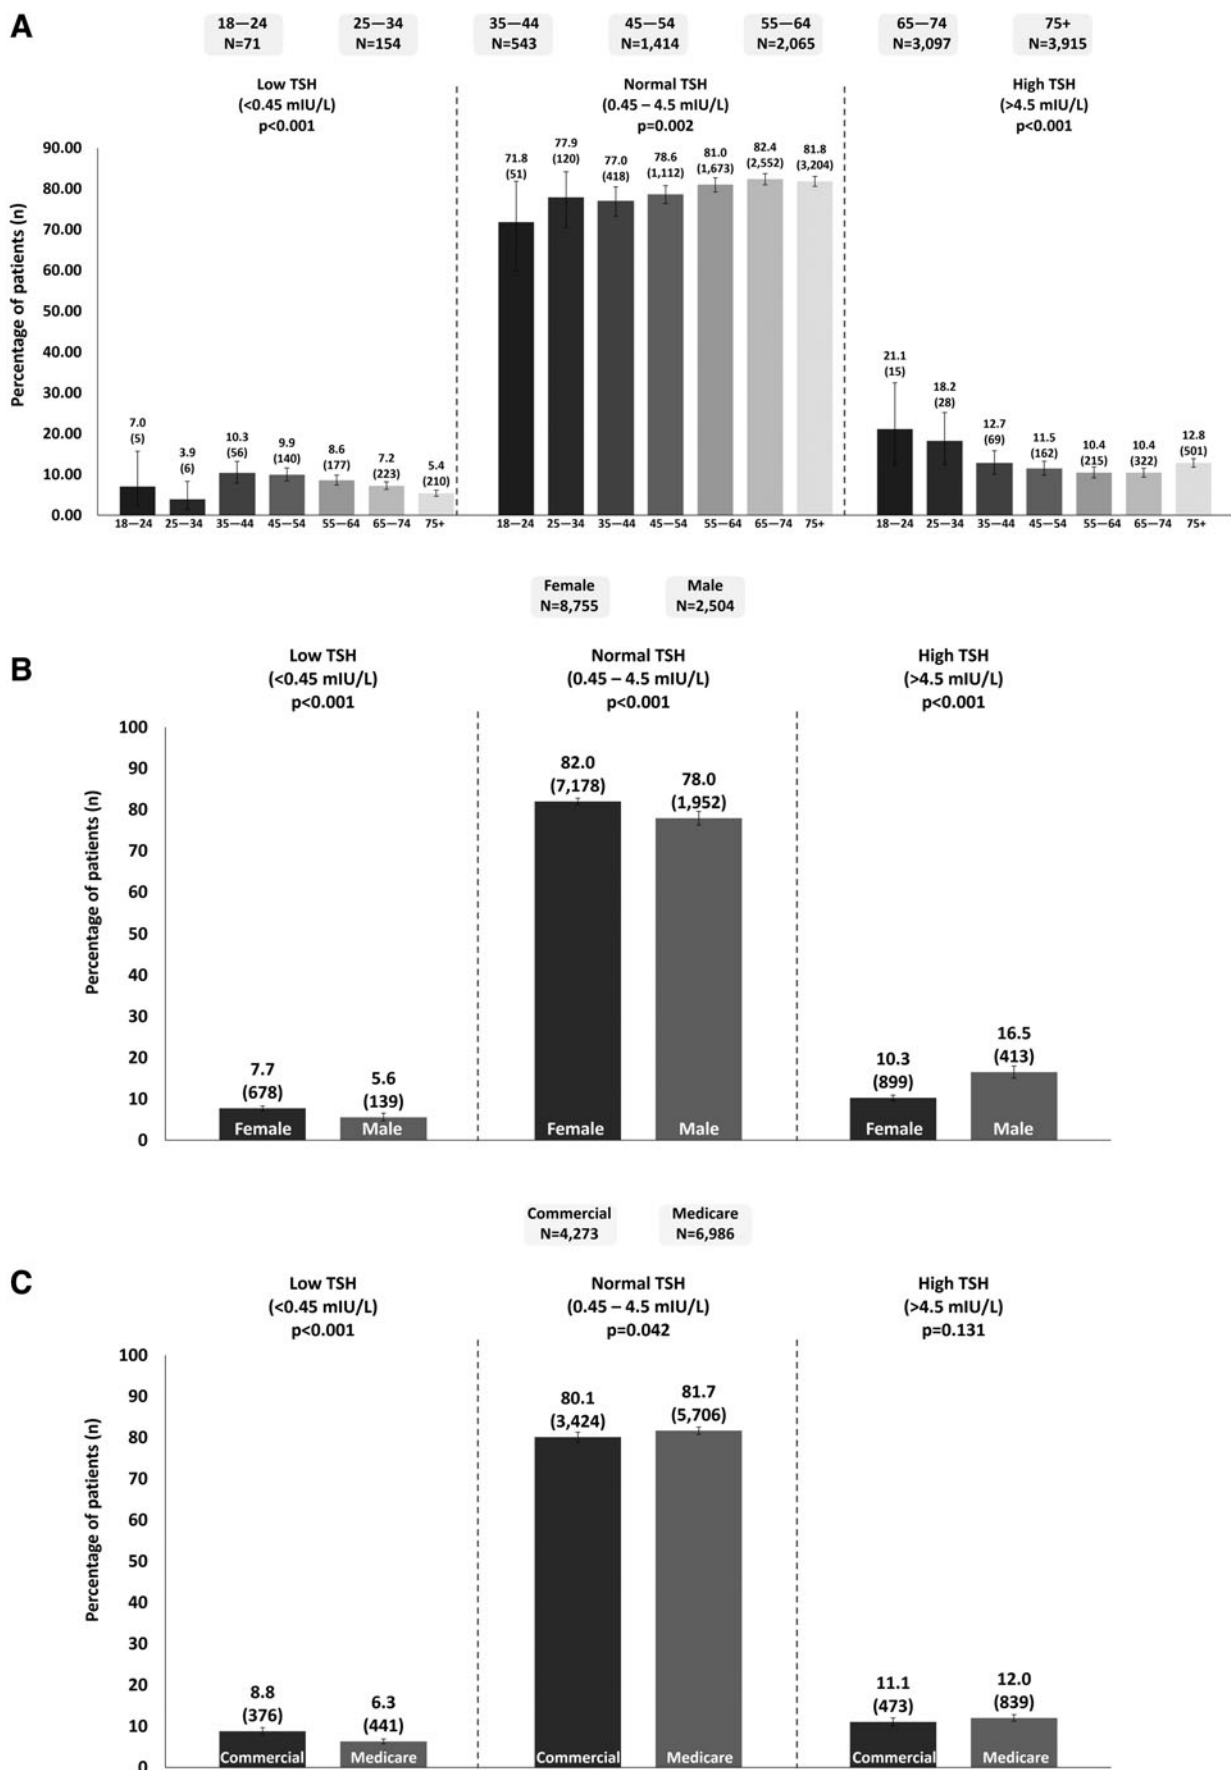 A
18—24
N=71
25—34
N=154
35—44
N=543
45—54
N=1,414
55—64
N=2,065
65—74
N=3,097
75+
N=3,915
Low TSH
(<0.45 mIU/L)
p<0.001
Normal TSH
(0.45 – 4.5 mIU/L)
p=0.002
High TSH
(>4.5 mIU/L)
p<0.001
Percentage of patients (n)
90.00
80.00
70.00
60.00
50.00
40.00
30.00
20.00
10.00
0.00
7.0
(5)
3.9
(6)
10.3
(56)
9.9
(140)
8.6
(177)
7.2
(223)
5.4
(210)
71.8
(51)
77.9
(120)
77.0
(418)
78.6
(1,112)
81.0
(1,673)
82.4
(2,552)
81.8
(3,204)
21.1
(15)
18.2
(28)
12.7
(69)
11.5
(162)
10.4
(215)
10.4
(322)
12.8
(501)
18—24 25—34 35—44 45—54 55—64 65—74 75+
18—24 25—34 35—44 45—54 55—64 65—74 75+
18—24 25—34 35—44 45—54 55—64 65—74 75+
B
Female
N=8,755
Male
N=2,504
Low TSH
(<0.45 mIU/L)
p<0.001
Normal TSH
(0.45 – 4.5 mIU/L)
p<0.001
High TSH
(>4.5 mIU/L)
p<0.001
Percentage of patients (n)
100
90
80
70
60
50
40
30
20
10
0
7.7
(678)
Female
5.6
(139)
Male
82.0
(7,178)
Female
78.0
(1,952)
Male
10.3
(899)
Female
16.5
(413)
Male
C
Commercial
N=4,273
Medicare
N=6,986
Low TSH
(<0.45 mIU/L)
p<0.001
Normal TSH
(0.45 – 4.5 mIU/L)
p=0.042
High TSH
(>4.5 mIU/L)
p=0.131
Percentage of patients (n)
100
90
80
70
60
50
40
30
20
10
0
8.8
(376)
Commercial
6.3
(441)
Medicare
80.1
(3,424)
Commercial
81.7
(5,706)
Medicare
11.1
(473)
Commercial
12.0
(839)
Medicare